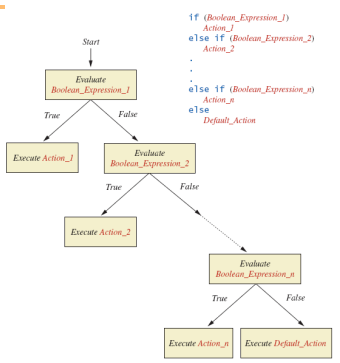 if (Boolean_Expression_1)
Action_1
else if (Boolean_Expression_2)
Action_2
.
.
.
else if (Boolean_Expression_n)
Action_n
else
Default_Action
Start
Evaluate
Boolean_Expression_1
True
False
Execute Action_1
Evaluate
Boolean_Expression_2
True
False
Execute Action_2
Evaluate
Boolean_Expression_n
True
False
Execute Action_n
Execute Default_Action